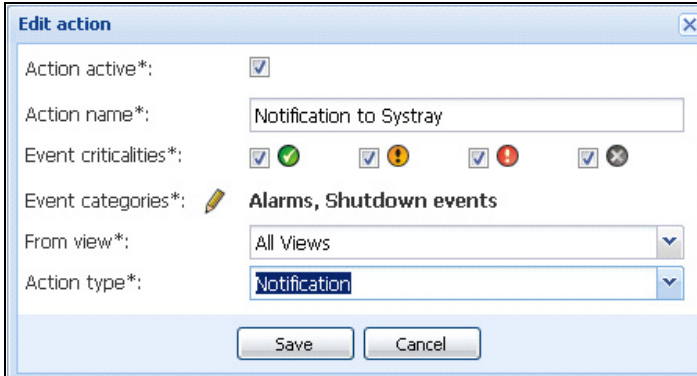 Edit action
Action active*:
Action name*: Notification to Systray
Event criticalities*:
Event categories*: Alarms, Shutdown events
From view*: All Views
Action type*: Notification
Save Cancel